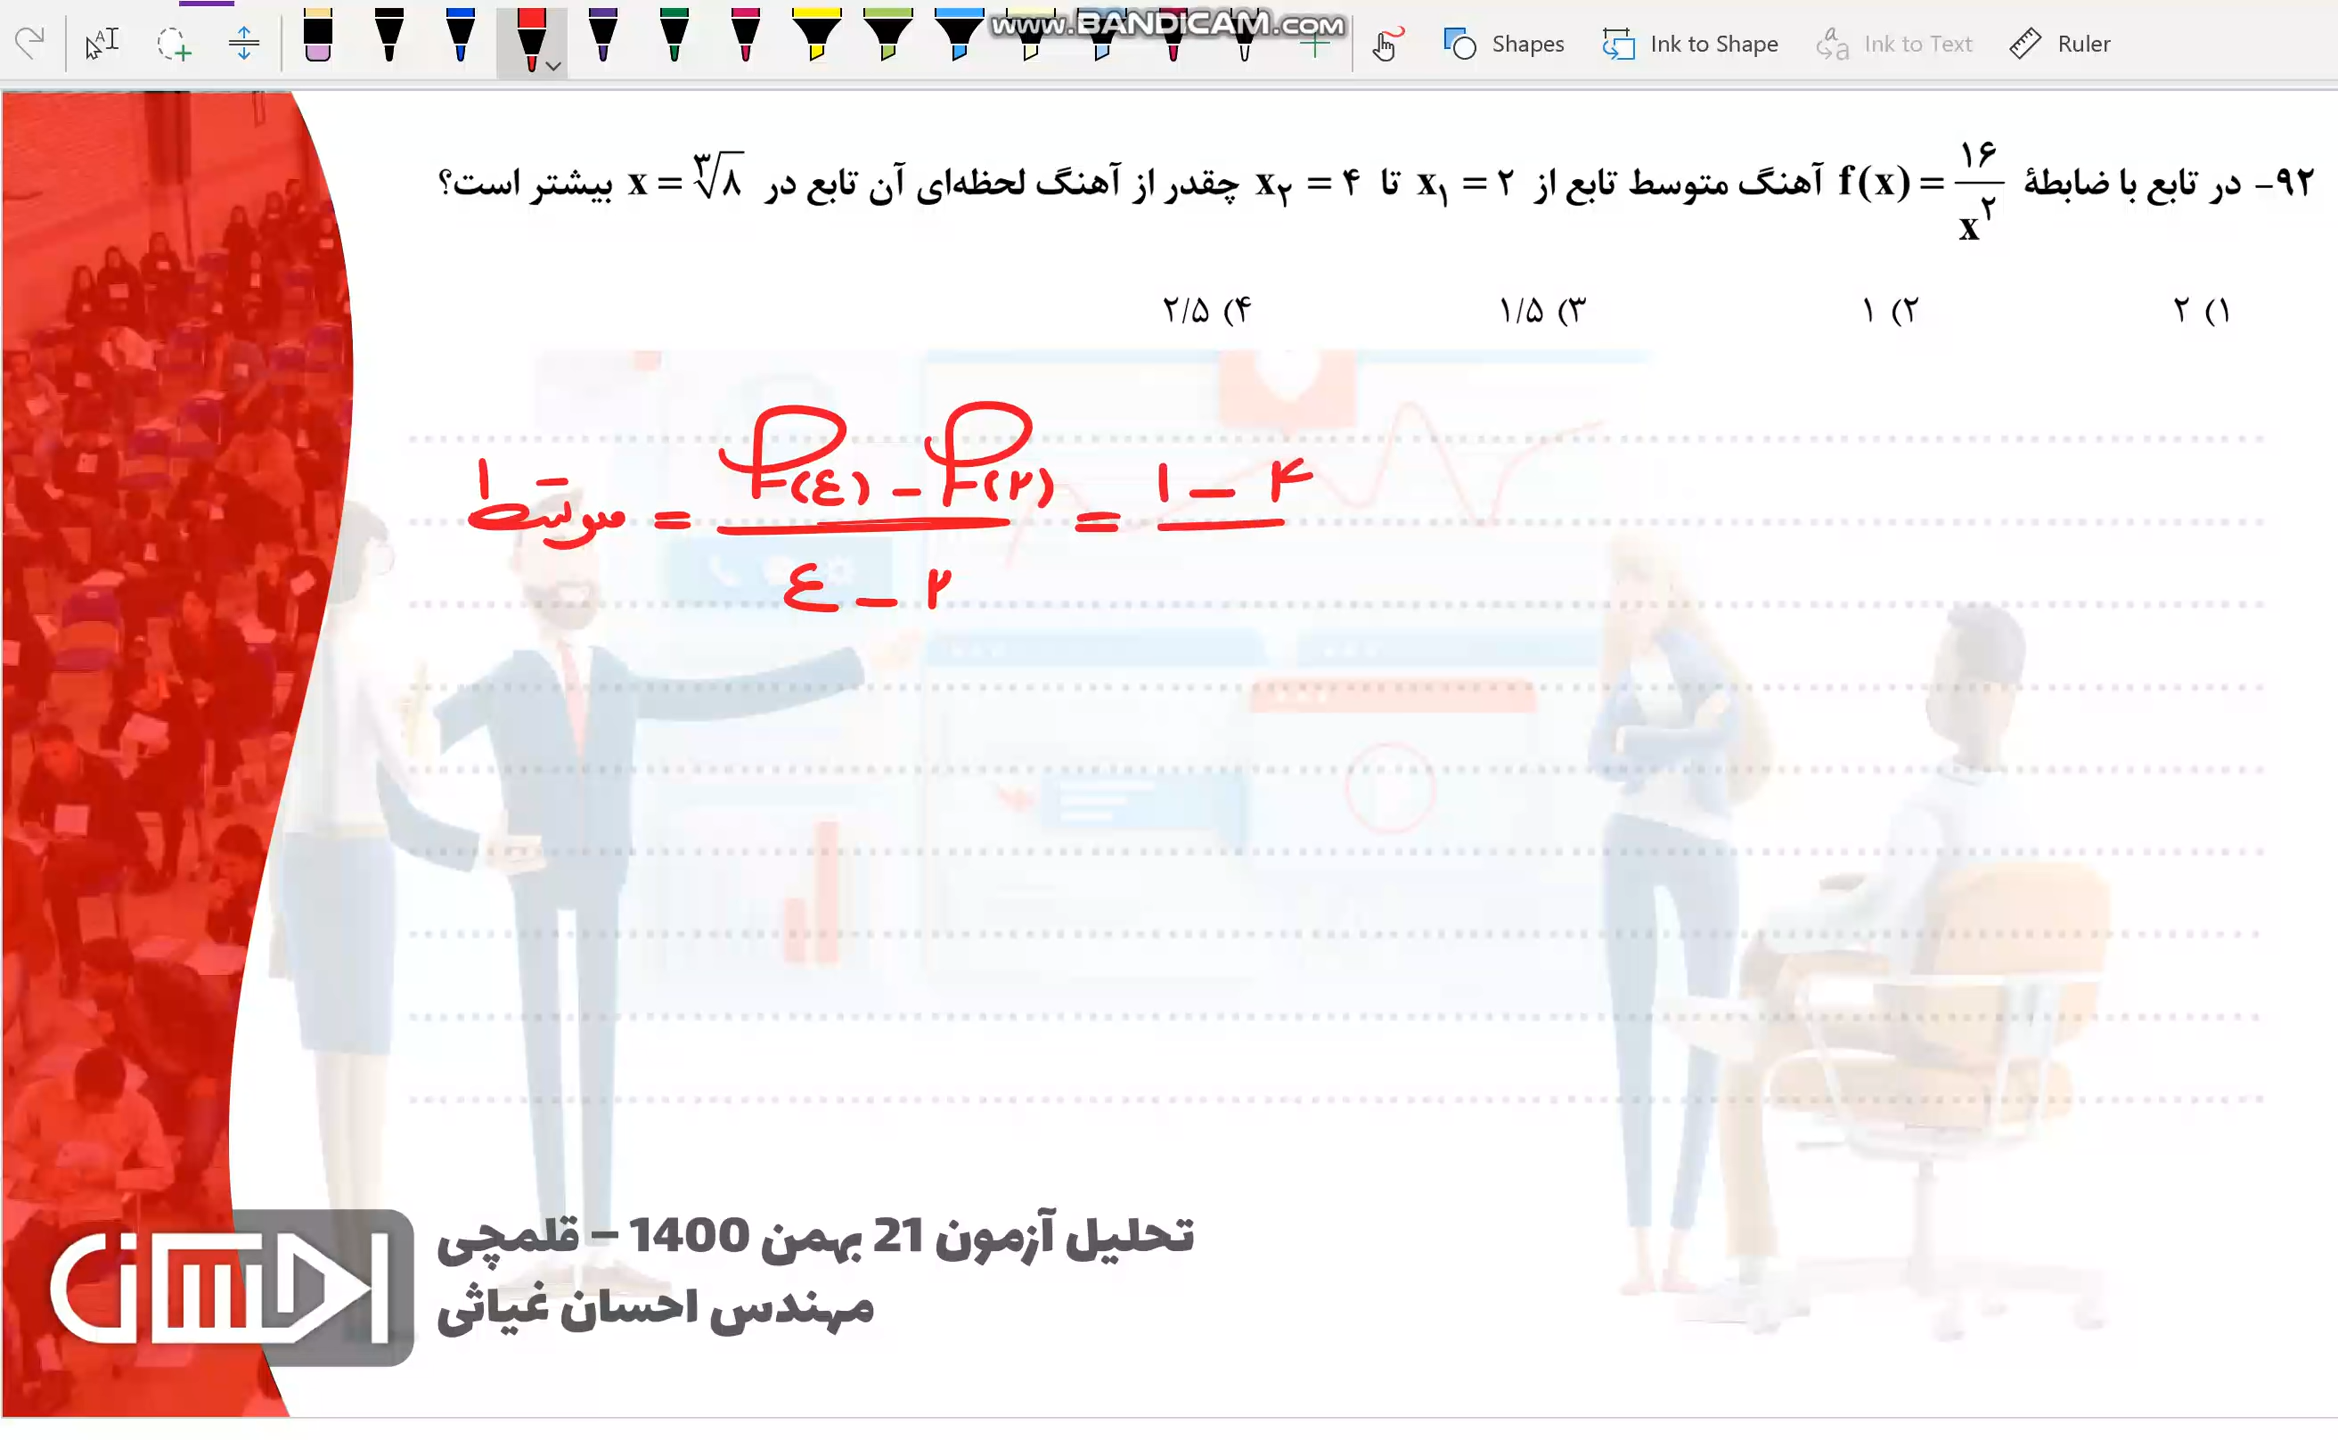 www.BANDICAM.com
Shapes Ink to Shape Ink to Text Ruler
۹۲- در تابع با ضابطهٔ f(x) = ۱۶/x^۲ آهنگ متوسط تابع از x₁ = ۲ تا x₂ = ۴ چقدر از آهنگ لحظه‌ای آن تابع در x = ∛۸ بیشتر است؟
۱) ۲ ۲) ۱ ۳) ۱/۵ ۴) ۲/۵
متوسط = f(۴) - f(۲) = ۱ - ۴
۴ - ۲
تحلیل آزمون 21 بهمن 1400 – قلمچی
مهندس احسان غیاثی